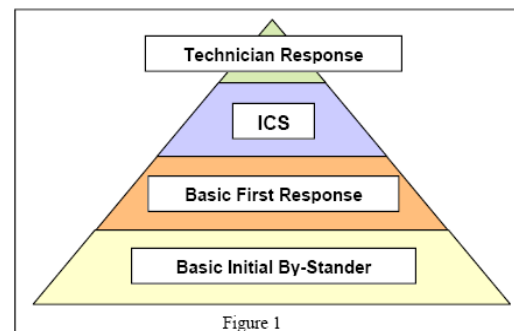 Technician Response
ICS
Basic First Response
Basic Initial By-Stander
Figure 1